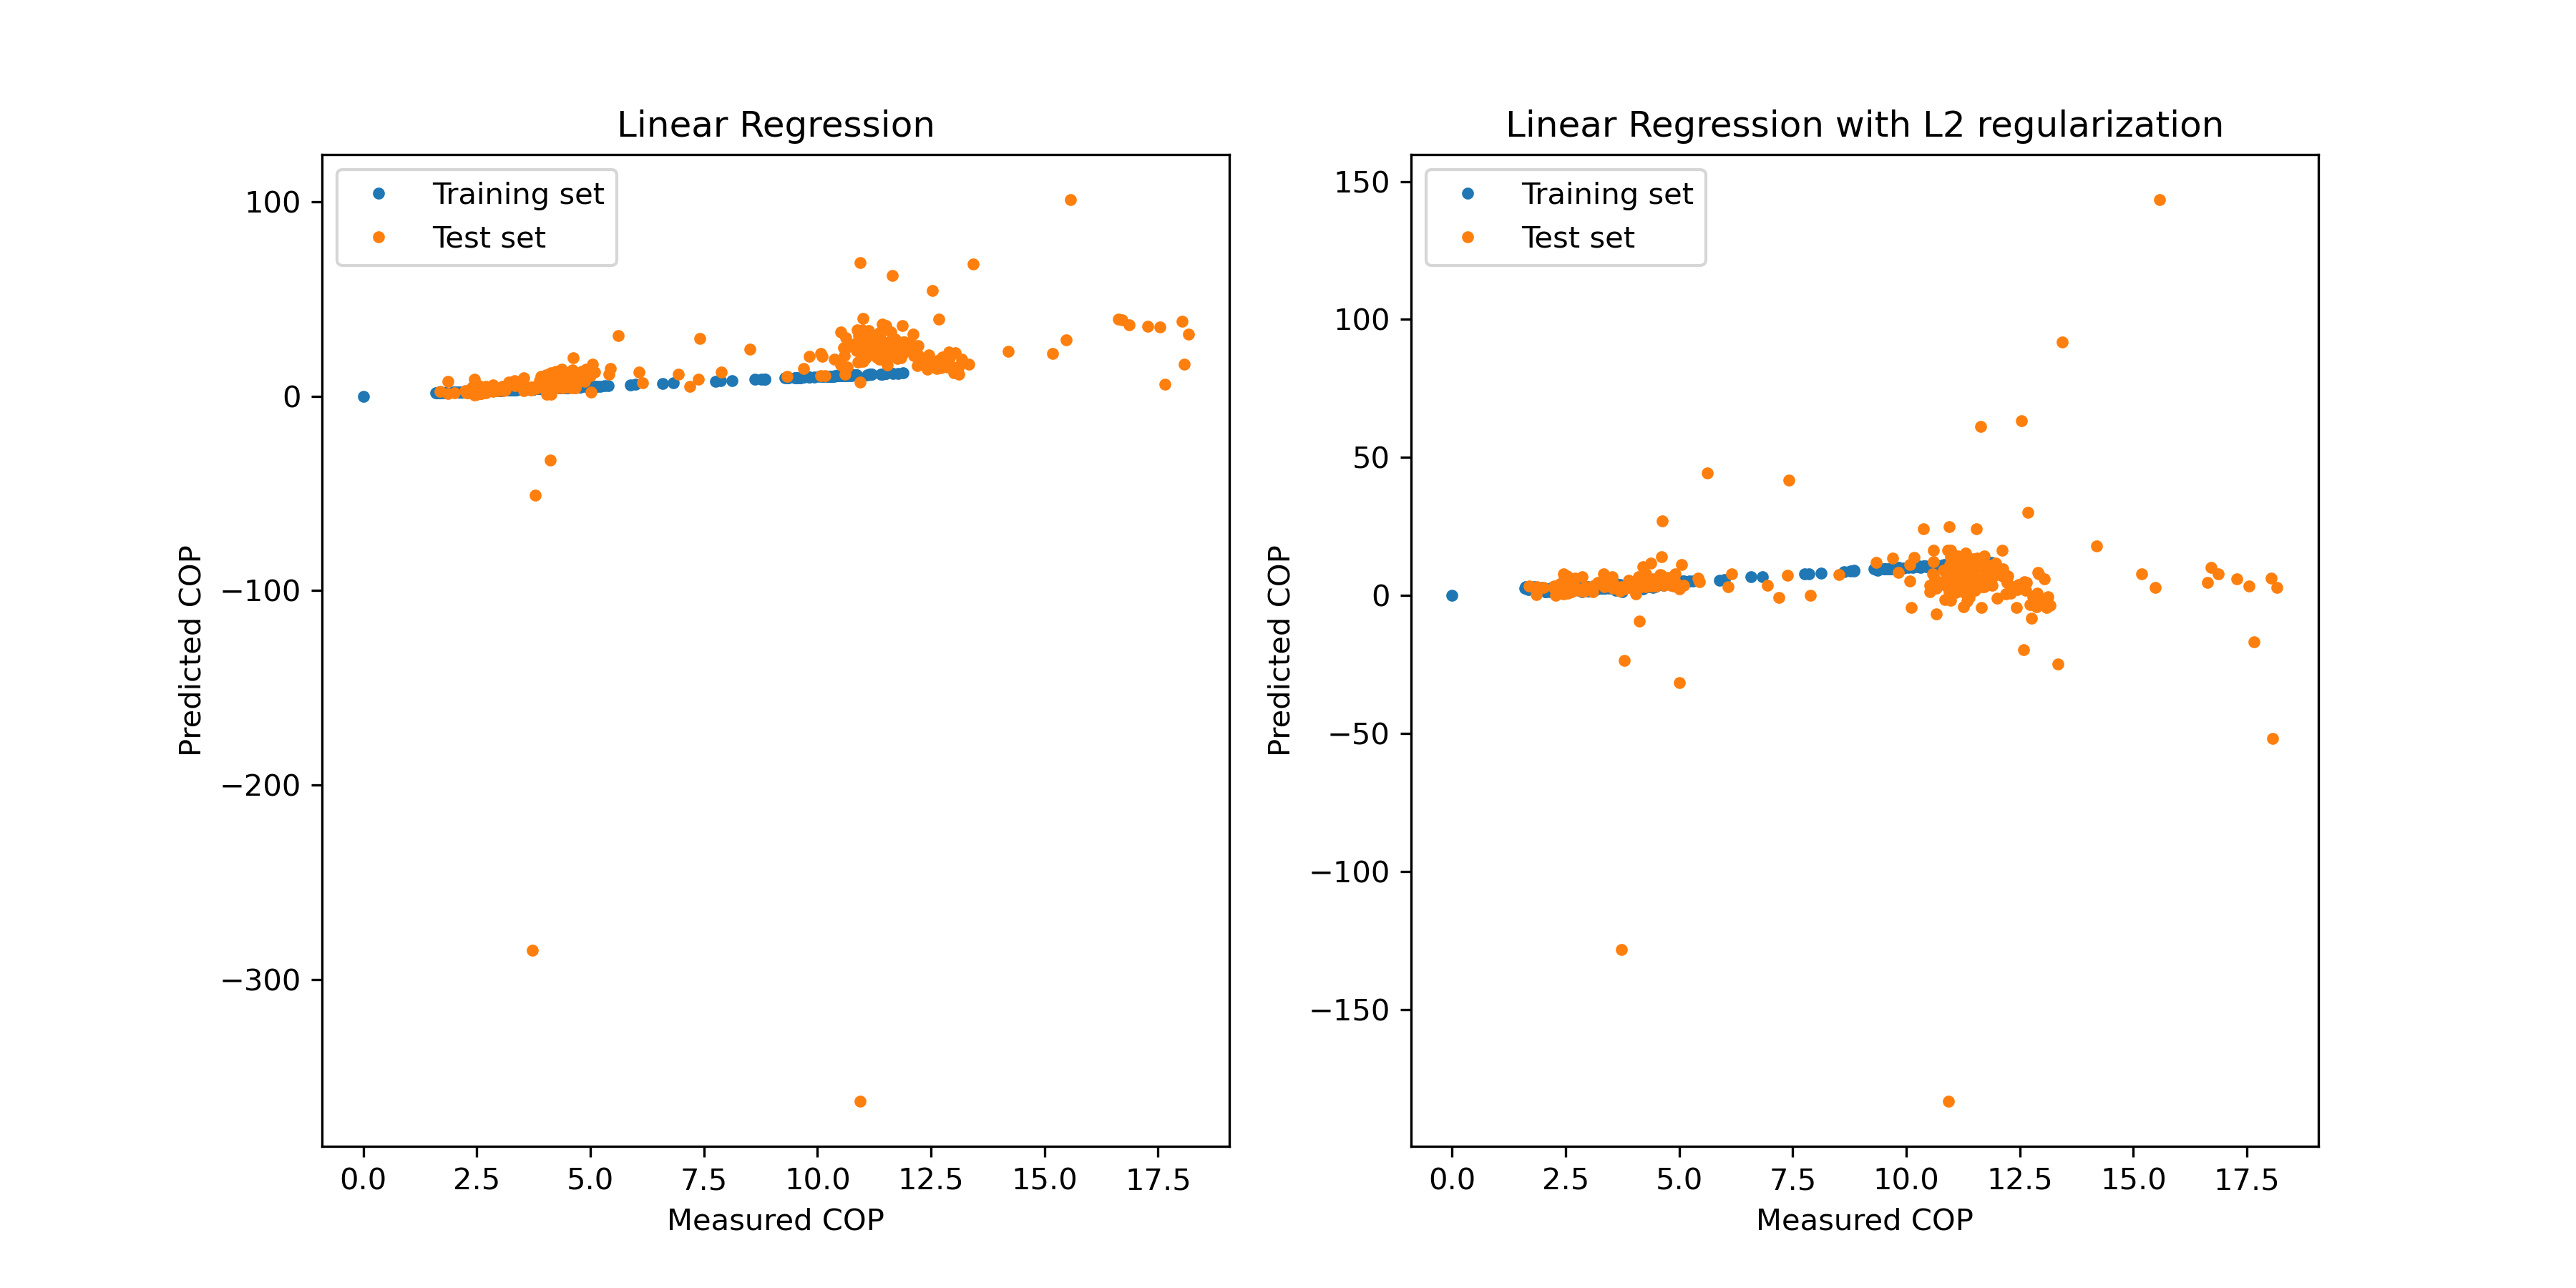 Linear Regression
Training set
Test set
100
0
−100
−200
−300
Predicted COP
0.0 2.5 5.0 7.5 10.0 12.5 15.0 17.5
Measured COP
Linear Regression with L2 regularization
Training set
Test set
150
100
50
0
−50
−100
−150
Predicted COP
0.0 2.5 5.0 7.5 10.0 12.5 15.0 17.5
Measured COP